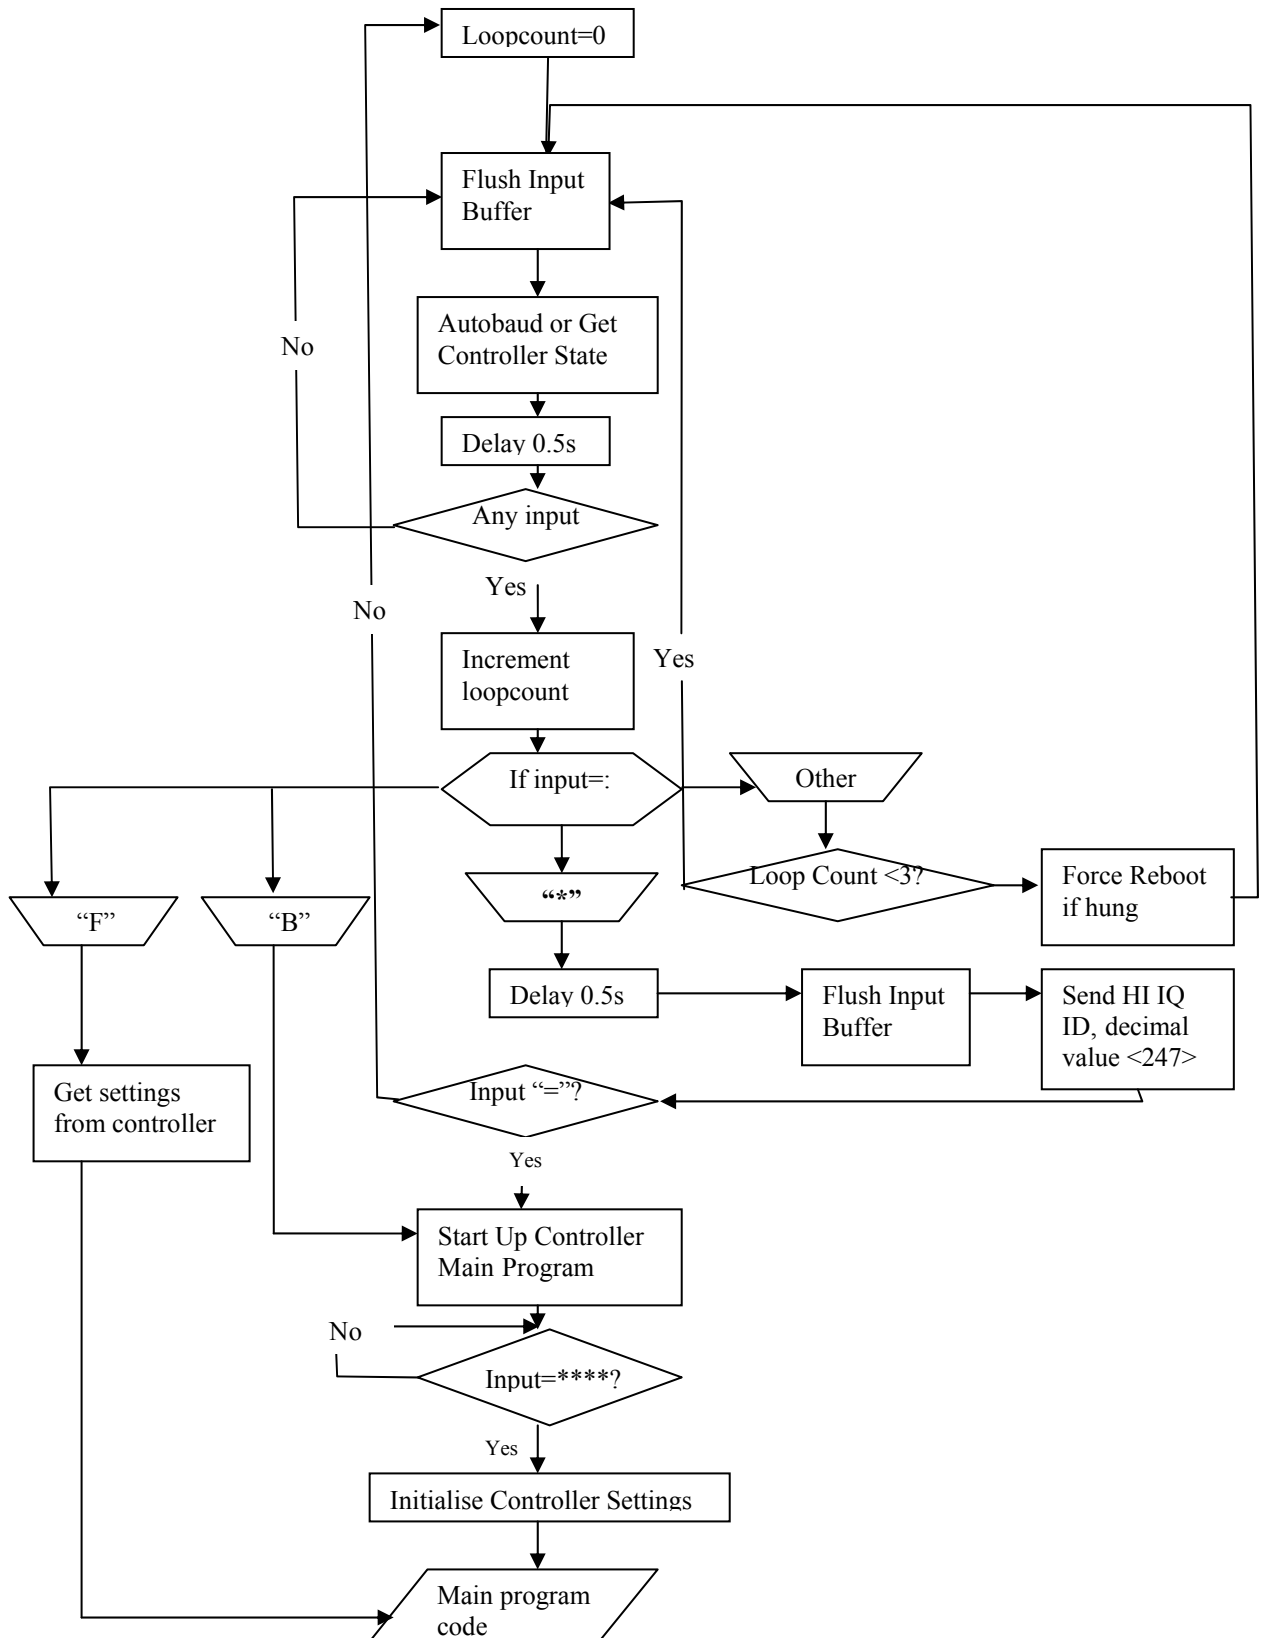 Loopcount=0
Flush Input
Buffer
Autobaud or Get
Controller State
No
Delay 0.5s
Any input
Yes
No
Increment
loopcount
Yes
If input=:
Other
Loop Count <3?
Force Reboot
if hung
“F”
“B”
“*”
Delay 0.5s
Flush Input
Buffer
Send HI IQ
ID, decimal
value <247>
Input “=”?
Get settings
from controller
Yes
Start Up Controller
Main Program
No
Input=****?
Yes
Initialise Controller Settings
Main program
code